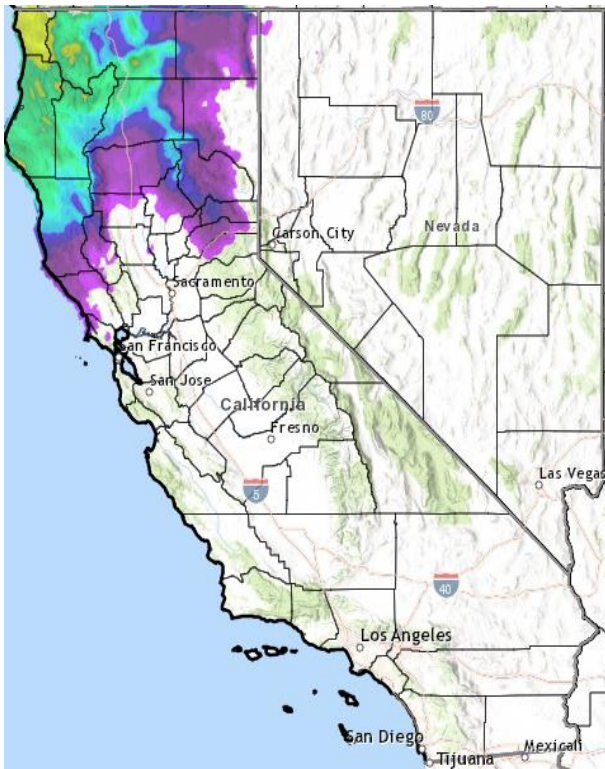 80
Nevada
Carson City
Sacramento
San Francisco
San Jose
California
Fresno
Las Vegas
5
40
Los Angeles
San Diego
Mexicali
Tijuana